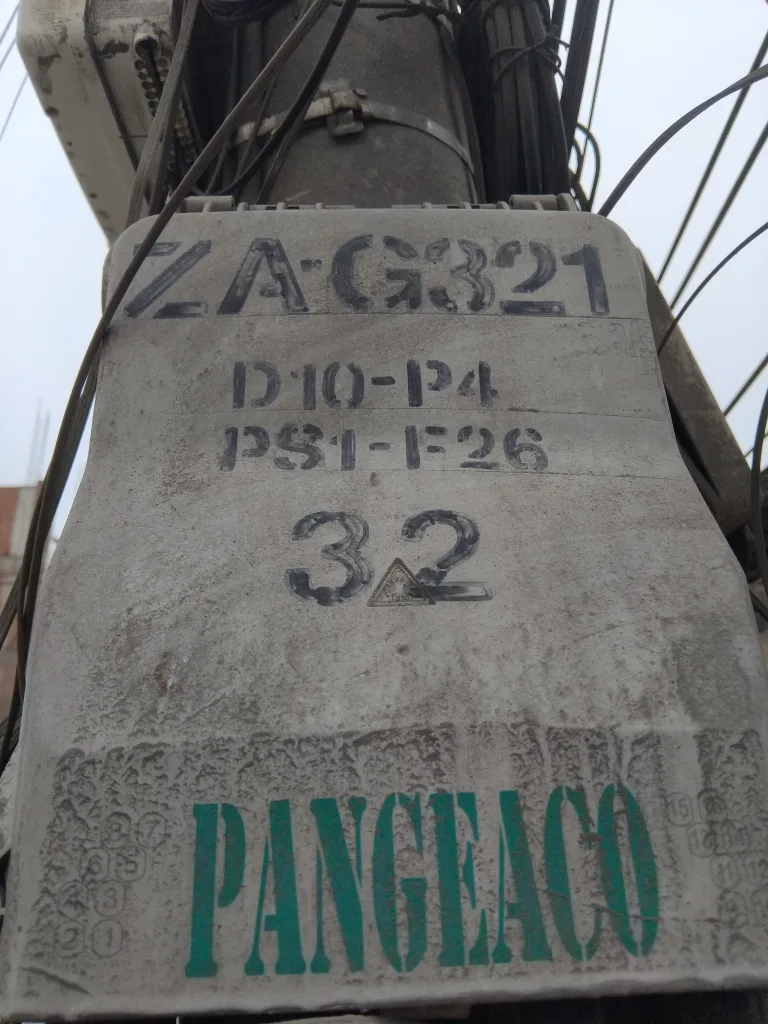 ZA-G321
D10-P4
PS1-F26
32
PANGEACO